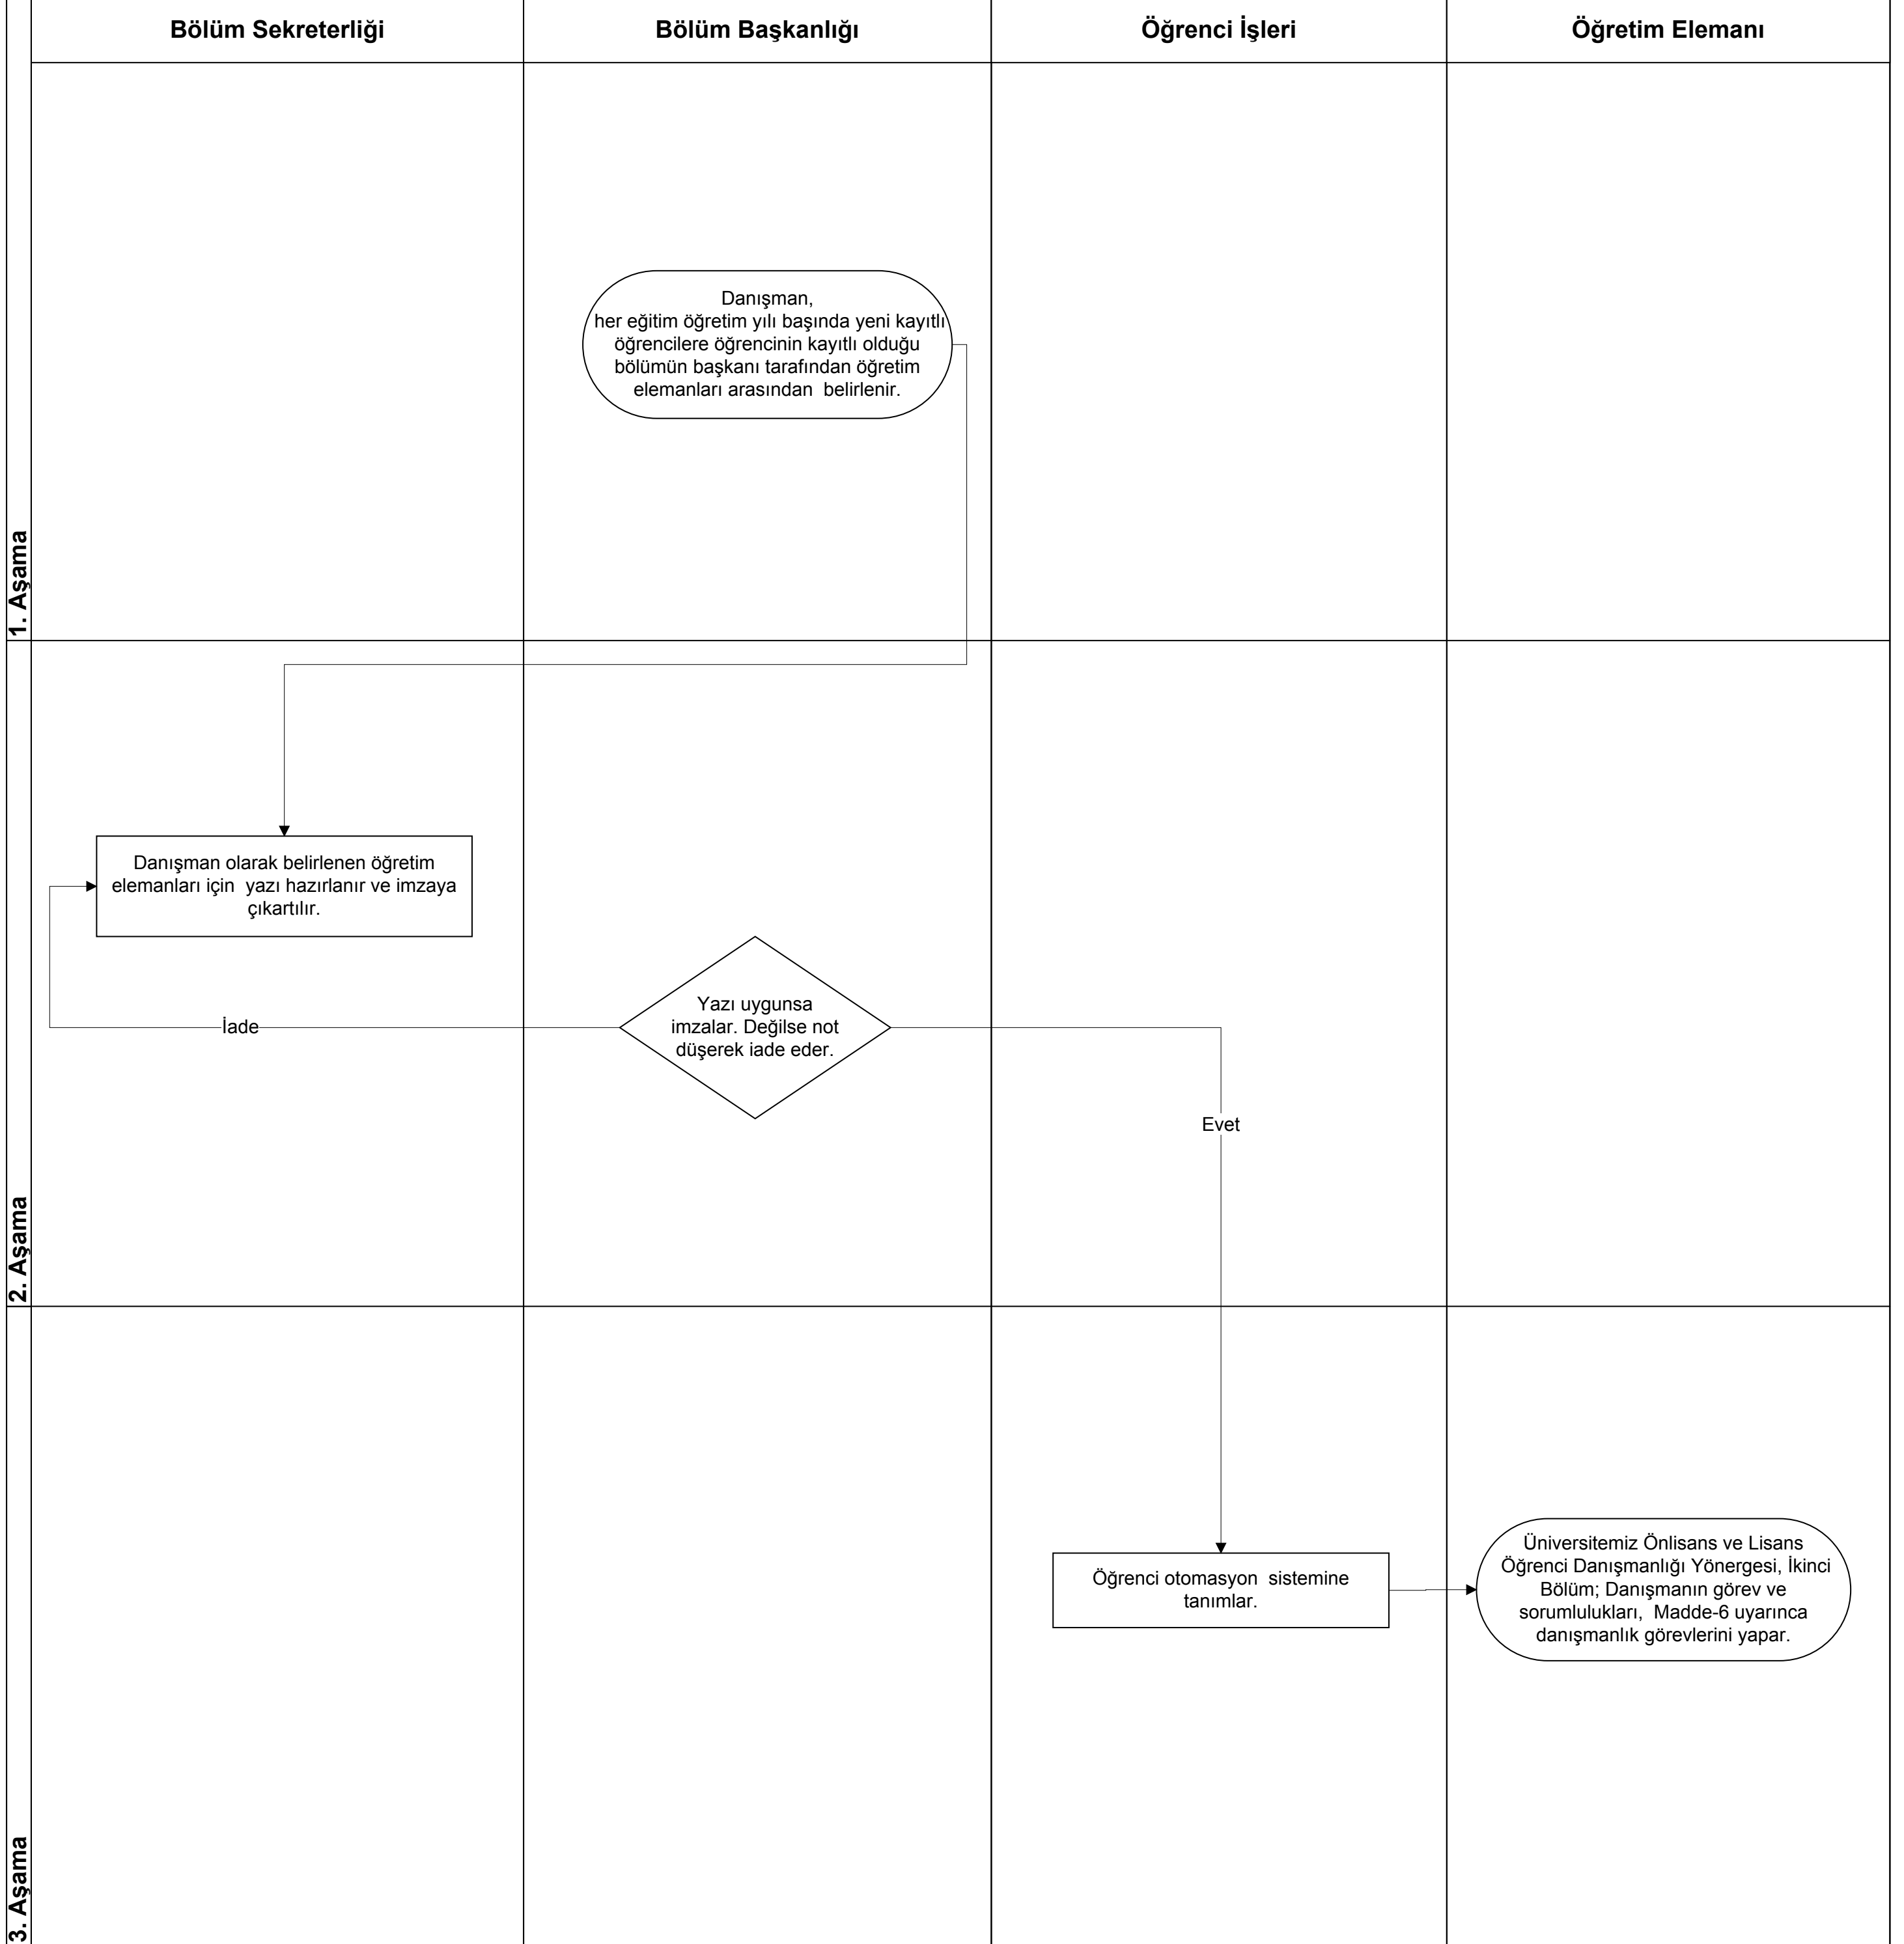 Bölüm Sekreterliği
Bölüm Başkanlığı
Öğrenci İşleri
Öğretim Elemanı
1. Aşama
Danışman,
her eğitim öğretim yılı başında yeni kayıtlı
öğrencilere öğrencinin kayıtlı olduğu
bölümün başkanı tarafından öğretim
elemanları arasından belirlenir.
2. Aşama
Danışman olarak belirlenen öğretim
elemanları için yazı hazırlanır ve imzaya
çıkartılır.
Yazı uygunsa
imzalar. Değilse not
düşerek iade eder.
İade
Evet
3. Aşama
Öğrenci otomasyon sistemine
tanımlar.
Üniversitemiz Önlisans ve Lisans
Öğrenci Danışmanlığı Yönergesi, İkinci
Bölüm; Danışmanın görev ve
sorumlulukları, Madde-6 uyarınca
danışmanlık görevlerini yapar.